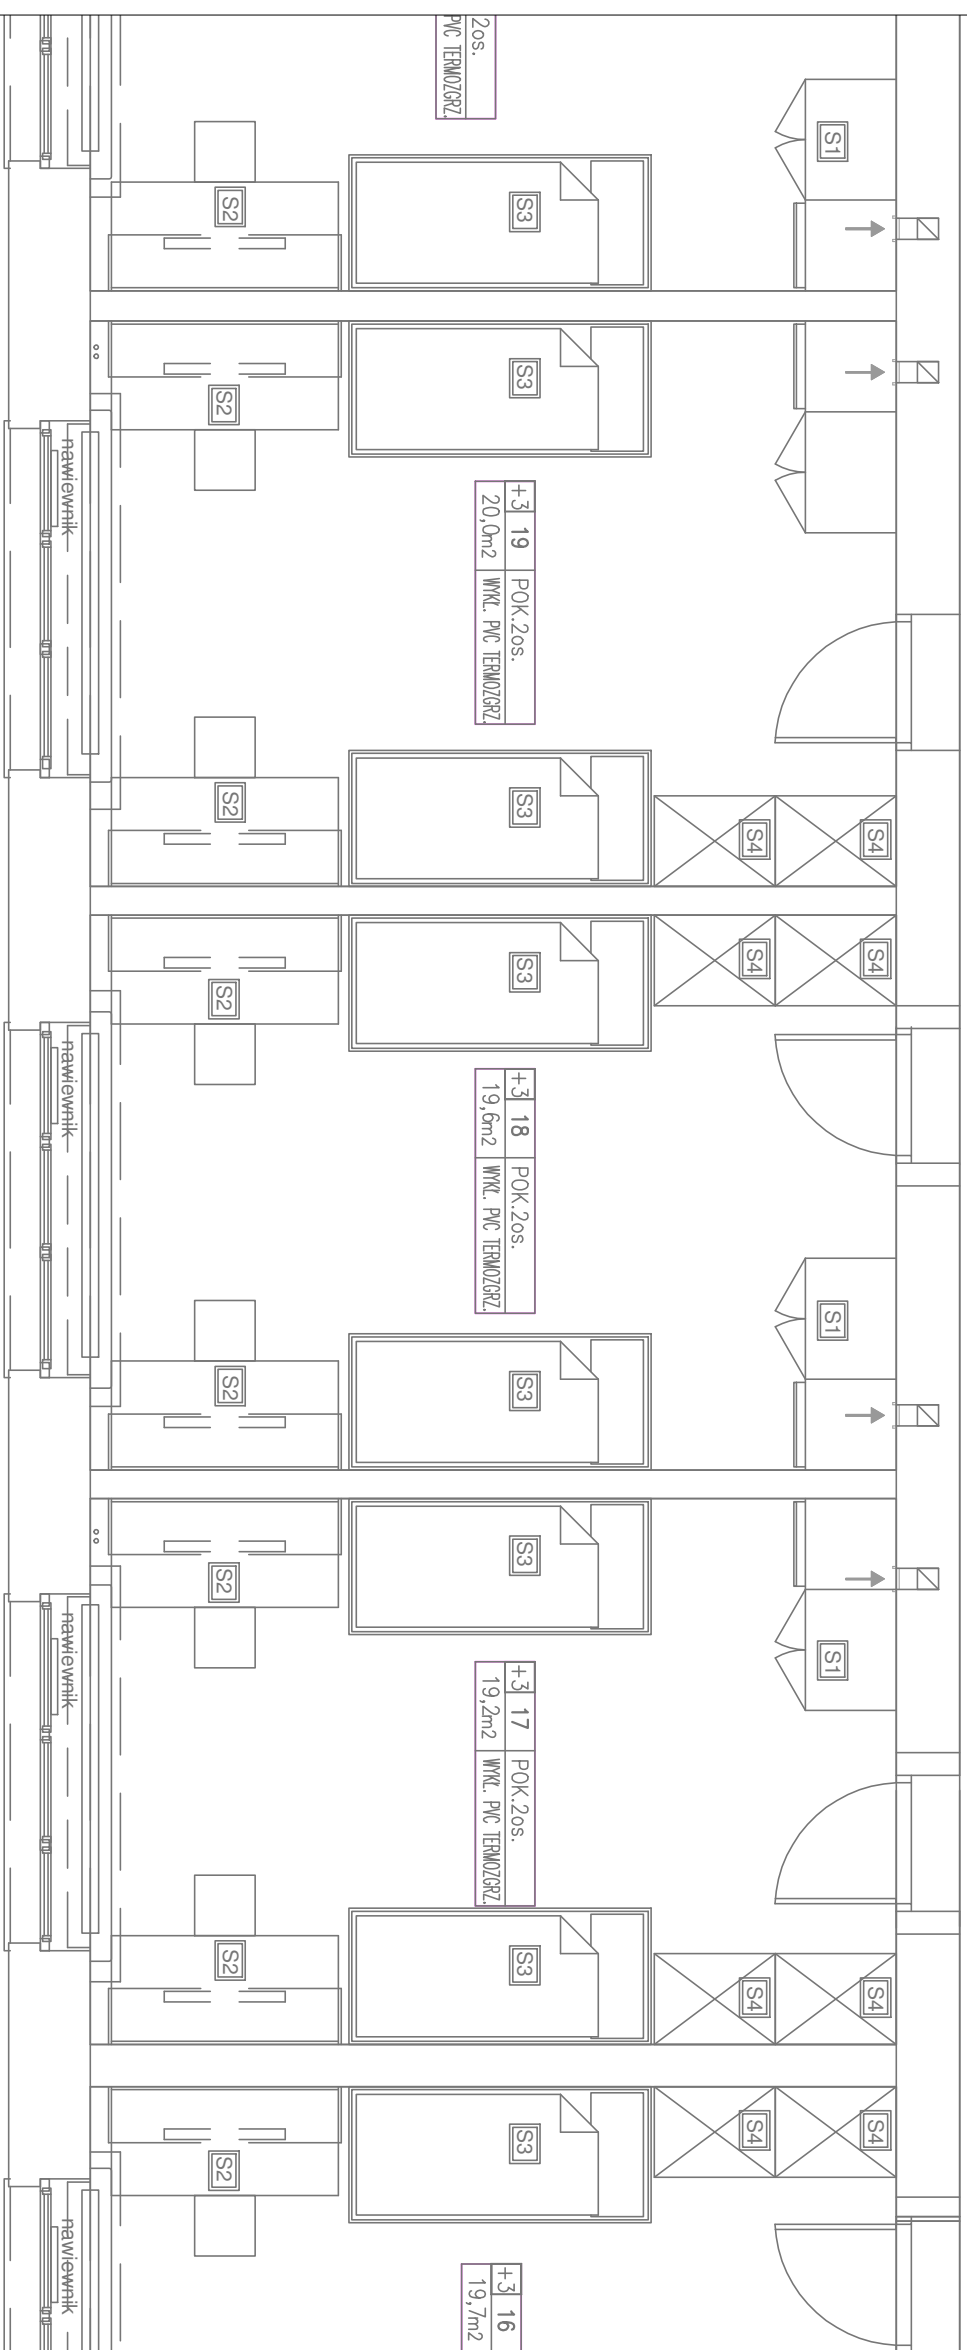 2os.
PVC TERMOZGRZ.
S1
S2
S3
S3
S2
nawiewnik
+3 19 POK.2os.
20,0m2 WYKŁ. PVC TERMOZGRZ.
S2
S3
S4
S4
S2
S3
S4
S4
nawiewnik
+3 18 POK.2os.
19,6m2 WYKŁ. PVC TERMOZGRZ.
S1
S2
S3
S2
S3
S1
nawiewnik
+3 17 POK.2os.
19,2m2 WYKŁ. PVC TERMOZGRZ.
S2
S3
S4
S4
S2
S3
S4
S4
nawiewnik
+3 16
19,7m2